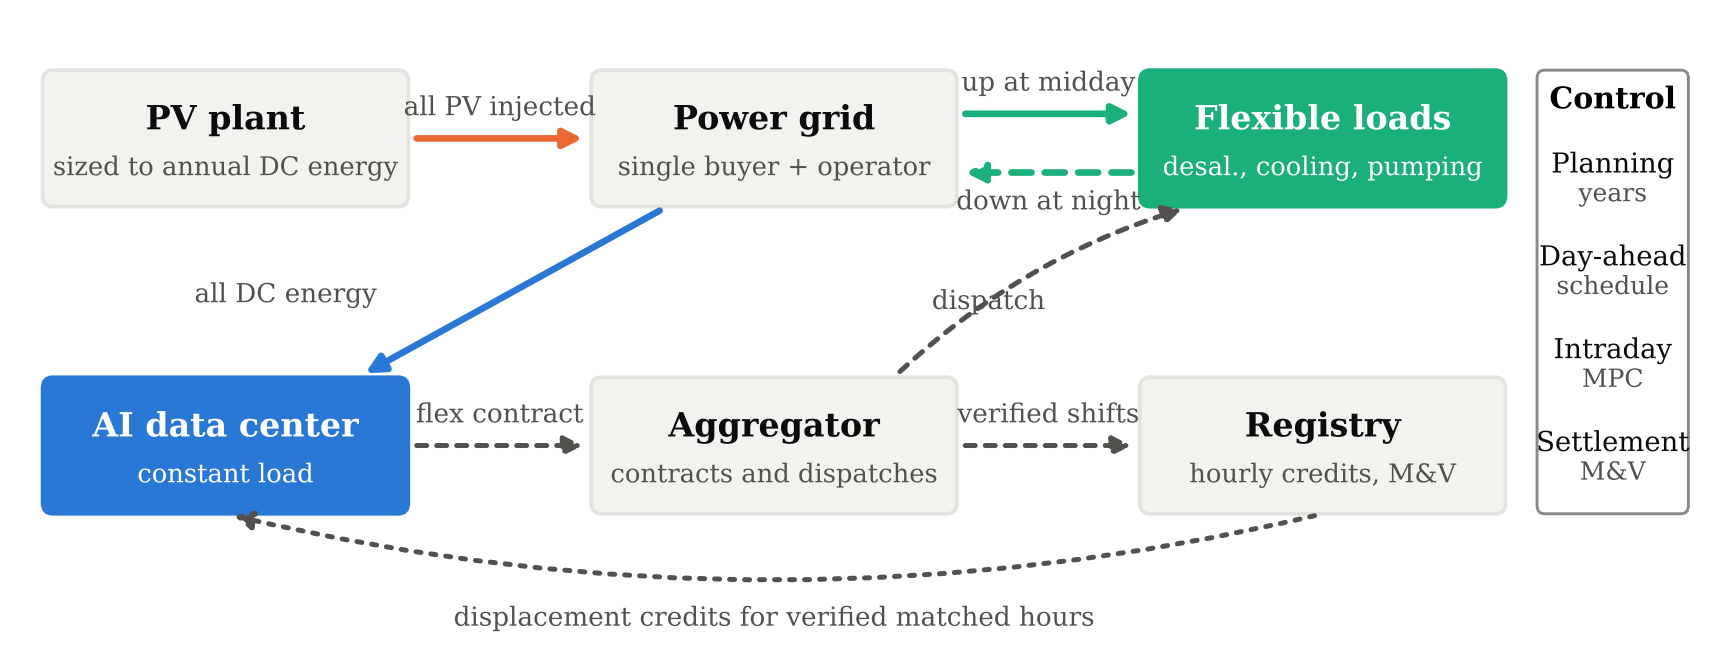 PV plant
sized to annual DC energy
all PV injected
Power grid
single buyer + operator
up at midday
down at night
Flexible loads
desal., cooling, pumping
all DC energy
dispatch
AI data center
constant load
flex contract
Aggregator
contracts and dispatches
verified shifts
Registry
hourly credits, M&V
displacement credits for verified matched hours
Control
Planning
years
Day-ahead
schedule
Intraday
MPC
Settlement
M&V